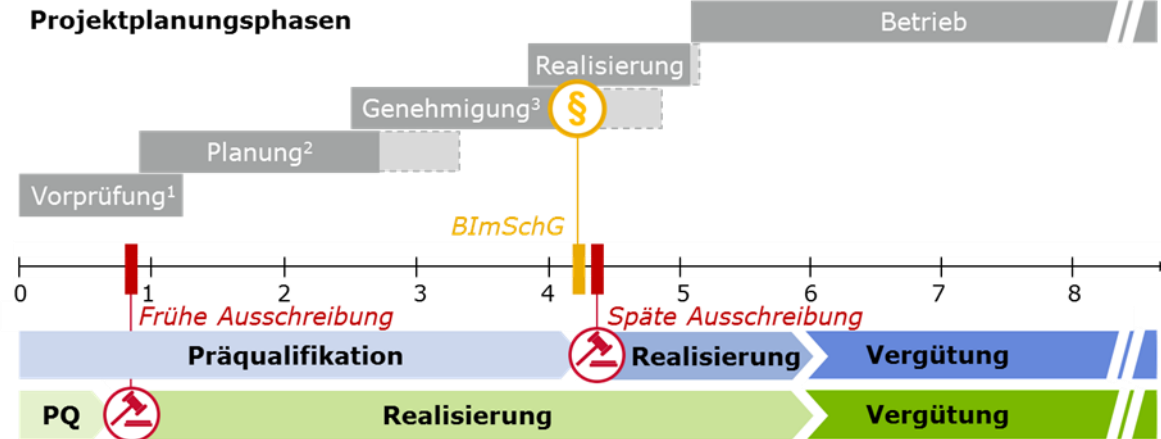 Projektplanungsphasen
Betrieb
Realisierung
Genehmigung³
§
Planung²
Vorprüfung¹
BImSchG
0 1 2 3 4 5 6 7 8
Frühe Ausschreibung
Späte Ausschreibung
Präqualifikation
Realisierung
Vergütung
PQ
Realisierung
Vergütung